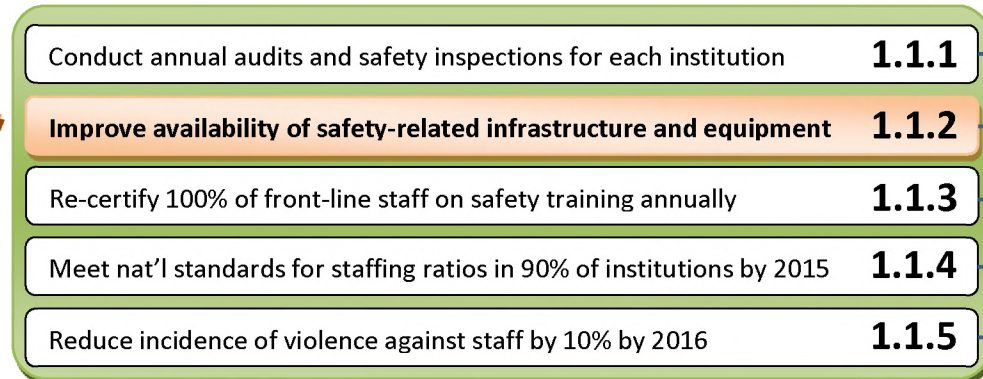 Conduct annual audits and safety inspections for each institution 1.1.1
Improve availability of safety-related infrastructure and equipment 1.1.2
Re-certify 100% of front-line staff on safety training annually 1.1.3
Meet nat’l standards for staffing ratios in 90% of institutions by 2015 1.1.4
Reduce incidence of violence against staff by 10% by 2016 1.1.5